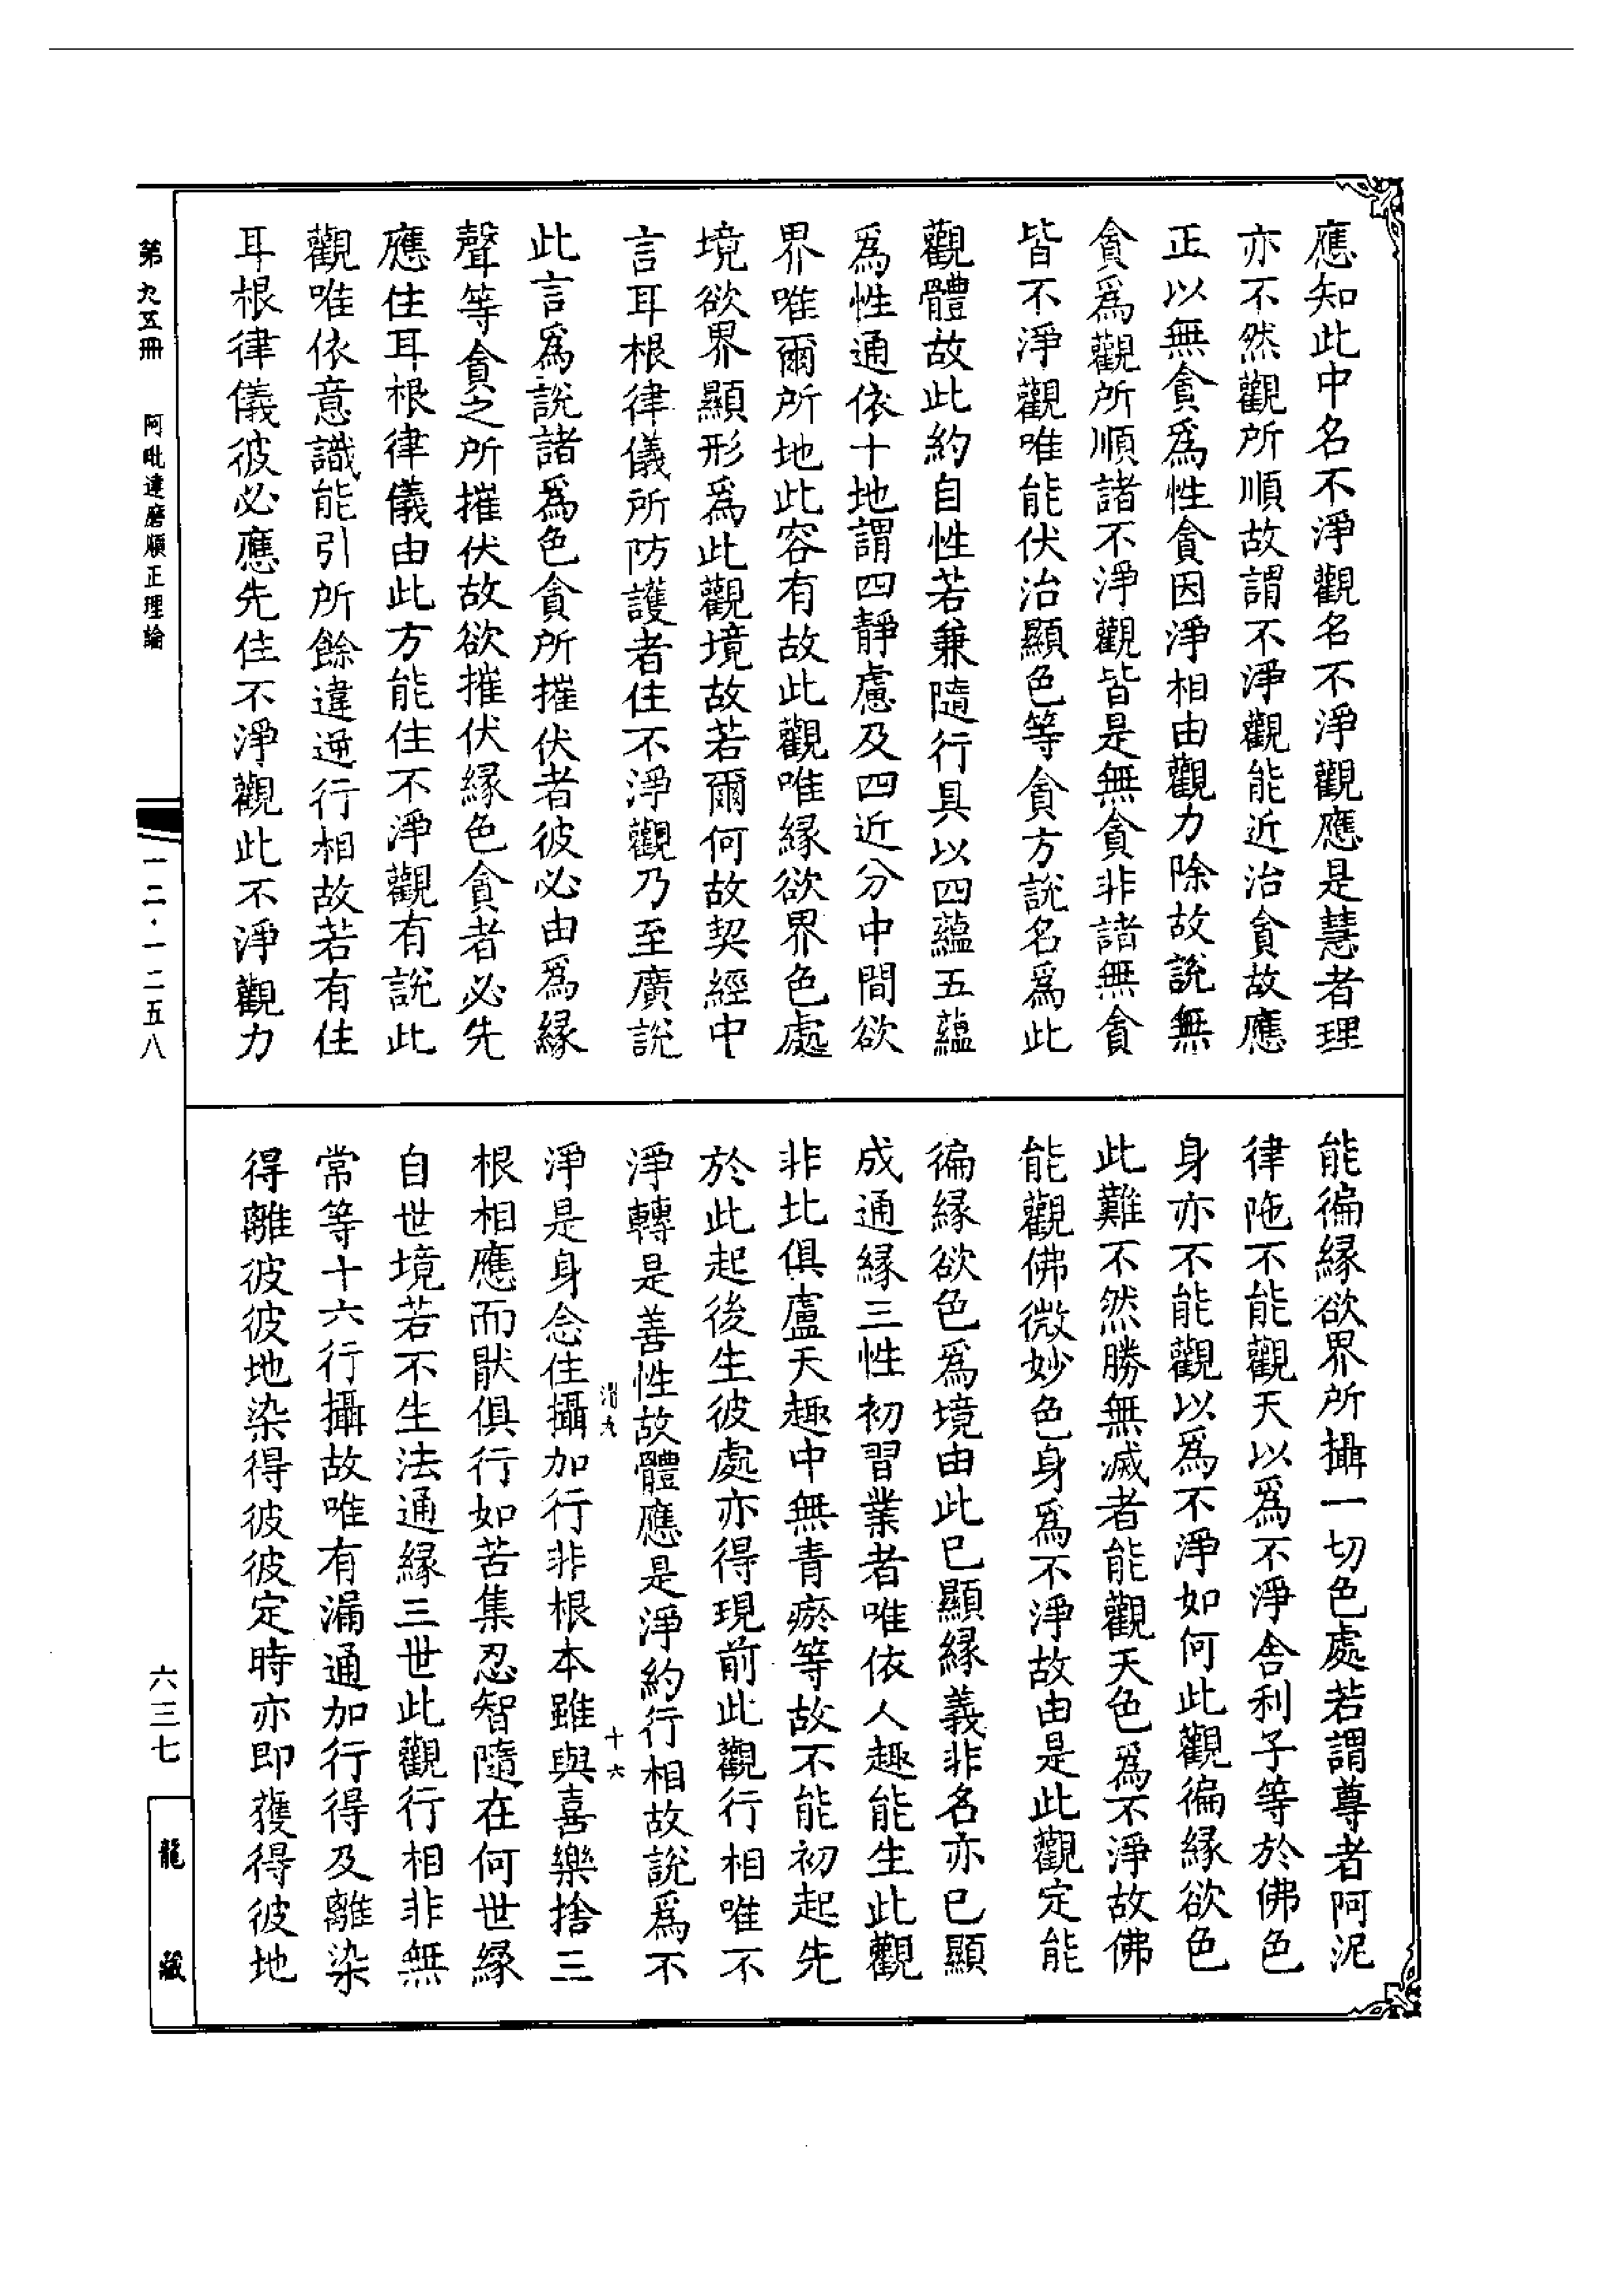 應知此中名不淨觀名不淨觀應是慧者理
亦不然觀所順故謂不淨觀能近治貪故應
正以無貪爲性貪因淨相由觀力除故説無
貪爲觀所順諸不淨觀皆是無貪非諸無貪
皆不淨觀唯能伏治顯色等貪方説名爲此
觀體故此約自性若兼隨行具以四蘊五蘊
爲性通依十地謂四靜慮及四近分中間欲
界唯爾所地此容有故此觀唯縁欲界色處
境欲界顯形爲此觀境故若爾何故契經中
言耳根律儀所防護者住不淨觀乃至廣説
此言爲説諸爲色貪所摧伏者彼必由爲縁
聲等貪之所摧伏故欲摧伏縁色貪者必先
應住耳根律儀由此方能住不淨觀有説此
觀唯依意識能引所餘違逆行相故若有住
耳根律儀彼必應先住不淨觀此不淨觀力
能徧縁欲界所攝一切色處若謂尊者阿泥
律陁不能觀天以爲不淨舍利子等於佛色
身亦不能觀以爲不淨如何此觀徧縁欲色
此難不然勝無滅者能觀天色爲不淨故佛
能觀佛微妙色身爲不淨故由是此觀定能
徧縁欲色爲境由此已顯縁義非名亦已顯
成通縁三性初習業者唯依人趣能生此觀
非北俱盧天趣中無青瘀等故不能初起先
於此起後生彼處亦得現前此觀行相唯不
淨轉是善性故體應是淨約行相故説爲不
淨是身念住攝加行非根本雖與喜樂捨三
根相應而猒俱行如苦集忍智隨在何世縁
自世境若不生法通縁三世此觀行相非無
常等十六行攝故唯有漏通加行得及離染
得離彼彼地染得彼彼定時亦即獲得彼地
十六
第九五冊 阿毗達磨順正理論
一二·一二五八
六三七
龍藏